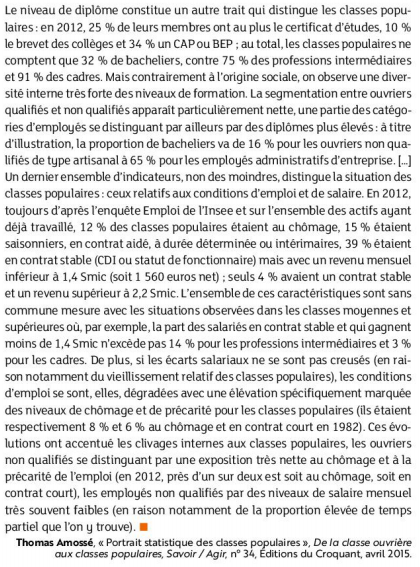 Le niveau de diplôme constitue un autre trait qui distingue les classes popu-
laires : en 2012, 25 % de leurs membres ont au plus le certificat d'études, 10 %
le brevet des collèges et 34 % un CAP ou BEP ; au total, les classes populaires ne
comptent que 32 % de bacheliers, contre 75 % des professions intermédiaires
et 91 % des cadres. Mais contrairement à l'origine sociale, on observe une diver-
sité interne très forte des niveaux de formation. La segmentation entre ouvriers
qualifiés et non qualifiés apparaît particulièrement nette, une partie des catégo-
ries d'employés se distinguant par ailleurs par des diplômes plus élevés : à titre
d'illustration, la proportion de bacheliers va de 16 % pour les ouvriers non qua-
lifiés de type artisanal à 65 % pour les employés administratifs d'entreprise. [...]
Un dernier ensemble d'indicateurs, non des moindres, distingue la situation des
classes populaires : ceux relatifs aux conditions d'emploi et de salaire. En 2012,
toujours d'après l'enquête Emploi de l'Insee et sur l'ensemble des actifs ayant
déjà travaillé, 12 % des classes populaires étaient au chômage, 15 % étaient
saisonniers, en contrat aidé, à durée déterminée ou intérimaires, 39 % étaient
en contrat stable (CDI ou statut de fonctionnaire) mais avec un revenu mensuel
inférieur à 1,4 Smic (soit 1 560 euros net) ; seuls 4 % avaient un contrat stable
et un revenu supérieur à 2,2 Smic. L'ensemble de ces caractéristiques sont sans
commune mesure avec les situations observées dans les classes moyennes et
supérieures où, par exemple, la part des salariés en contrat stable et qui gagnent
moins de 1,4 Smic n'excède pas 14 % pour les professions intermédiaires et 3 %
pour les cadres. De plus, si les écarts salariaux ne se sont pas creusés (en rai-
son notamment du vieillissement relatif des classes populaires), les conditions
d'emploi se sont, elles, dégradées avec une élévation spécifiquement marquée
des niveaux de chômage et de précarité pour les classes populaires (ils étaient
respectivement 8 % et 6 % au chômage et en contrat court en 1982). Ces évo-
lutions ont accentué les clivages internes aux classes populaires, les ouvriers
non qualifiés se distinguant par une exposition très nette au chômage et à la
précarité de l'emploi (en 2012, près d'un sur deux est soit au chômage, soit en
contrat court), les employés non qualifiés par des niveaux de salaire mensuel
très souvent faibles (en raison notamment de la proportion élevée de temps
partiel que l'on y trouve).
Thomas Amossé, « Portrait statistique des classes populaires », De la classe ouvrière
aux classes populaires, Savoir / Agir, n° 34, Éditions du Croquant, avril 2015.